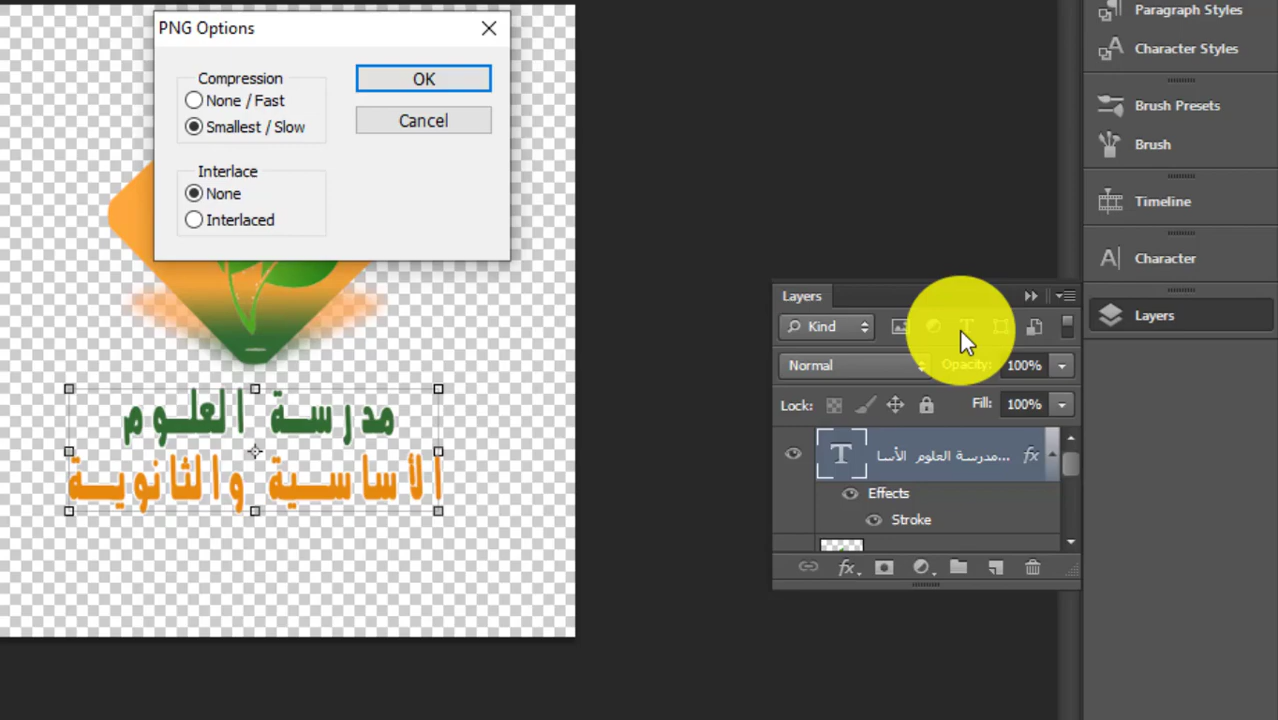 PNG Options
Compression
None / Fast
Smallest / Slow
Interlace
None
Interlaced
OK
Cancel
مدرسة العلوم
الأساسية والثانوية
Layers
Kind
Normal
Opacity: 100%
Lock:
Fill: 100%
T
مدرسة العلوم الأسا... fx
Effects
Stroke
fx
Paragraph Styles
Character Styles
Brush Presets
Brush
Timeline
Character
Layers